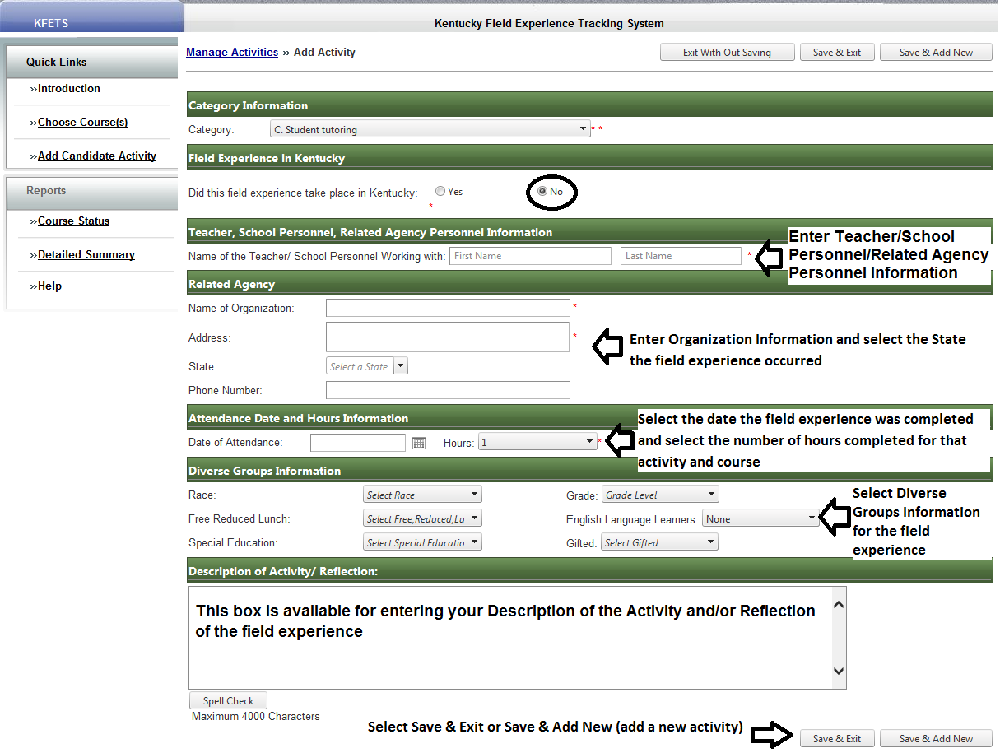 KFETS
Kentucky Field Experience Tracking System
Quick Links
»Introduction
»Choose Course(s)
»Add Candidate Activity
Reports
»Course Status
»Detailed Summary
»Help
Manage Activities » Add Activity
Exit With Out Saving
Save & Exit
Save & Add New
Category Information
Category: C. Student tutoring * *
Field Experience in Kentucky
Did this field experience take place in Kentucky: Yes No
*
Teacher, School Personnel, Related Agency Personnel Information
Name of the Teacher/ School Personnel Working with: First Name Last Name *
Enter Teacher/School
Personnel/Related Agency
Personnel Information
Related Agency
Name of Organization: *
Address: *
State: Select a State
Phone Number:
Enter Organization Information and select the State
the field experience occurred
Attendance Date and Hours Information
Date of Attendance: Hours: 1 *
Select the date the field experience was completed
and select the number of hours completed for that
activity and course
Diverse Groups Information
Race: Select Race Grade: Grade Level
Free Reduced Lunch: Select Free,Reduced,Lu English Language Learners: None
Special Education: Select Special Educatio Gifted: Select Gifted
Select Diverse
Groups Information
for the field
experience
Description of Activity/ Reflection:
This box is available for entering your Description of the Activity and/or Reflection
of the field experience
Spell Check
Maximum 4000 Characters
Select Save & Exit or Save & Add New (add a new activity)
Save & Exit
Save & Add New